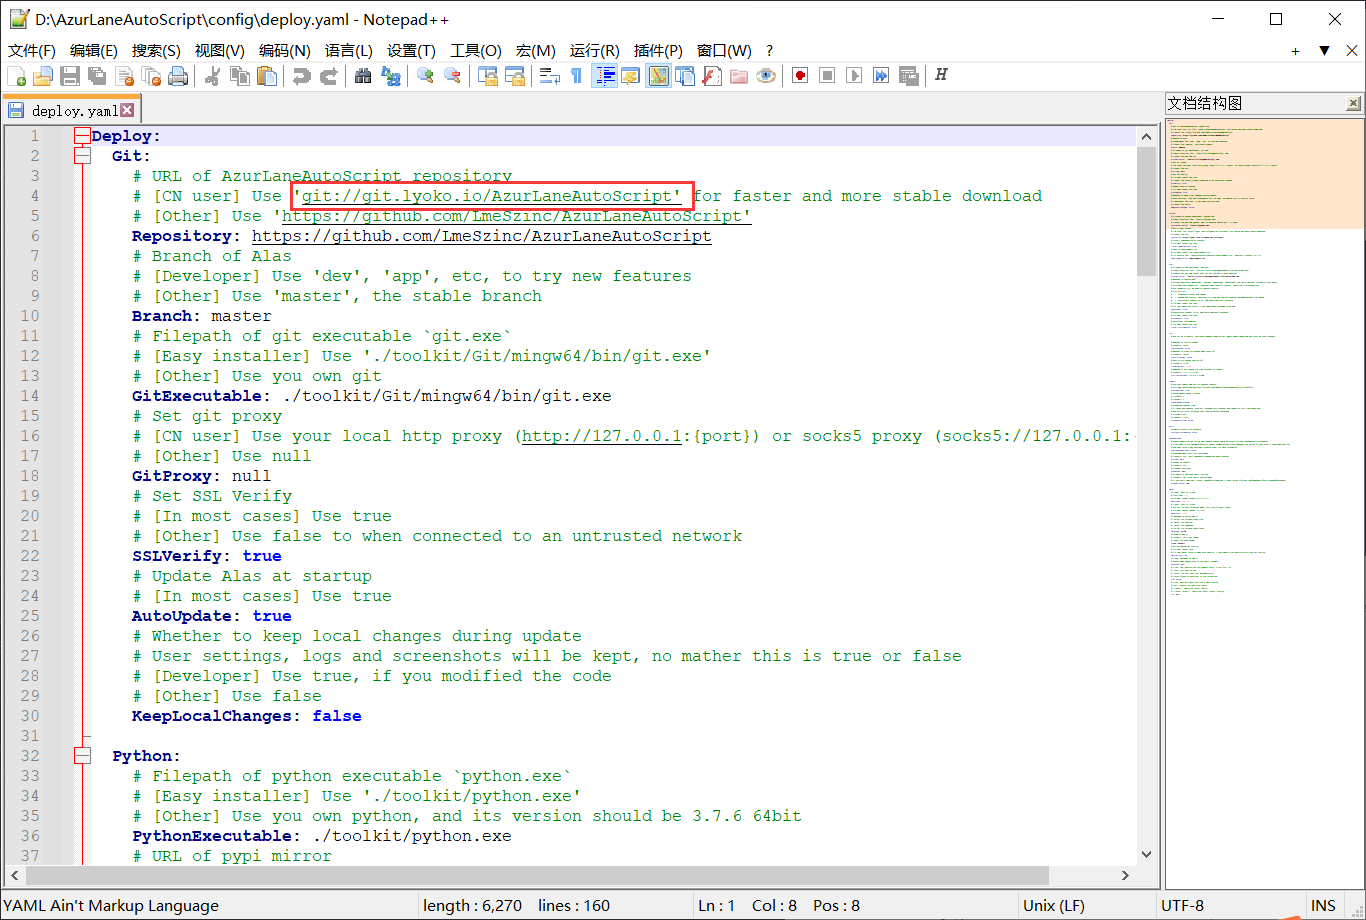 D:\AzurLaneAutoScript\config\deploy.yaml - Notepad++
文件(F) 编辑(E) 搜索(S) 视图(V) 编码(N) 语言(L) 设置(T) 工具(O) 宏(M) 运行(R) 插件(P) 窗口(W) ?
deploy.yaml
文档结构图
1 Deploy:
2 Git:
3 # URL of AzurLaneAutoScript repository
4 # [CN user] Use 'git://git.lyoko.io/AzurLaneAutoScript' for faster and more stable download
5 # [Other] Use 'https://github.com/LmeSzinc/AzurLaneAutoScript'
6 Repository: https://github.com/LmeSzinc/AzurLaneAutoScript
7 # Branch of Alas
8 # [Developer] Use 'dev', 'app', etc, to try new features
9 # [Other] Use 'master', the stable branch
10 Branch: master
11 # Filepath of git executable `git.exe`
12 # [Easy installer] Use './toolkit/Git/mingw64/bin/git.exe'
13 # [Other] Use you own git
14 GitExecutable: ./toolkit/Git/mingw64/bin/git.exe
15 # Set git proxy
16 # [CN user] Use your local http proxy (http://127.0.0.1:{port}) or socks5 proxy (socks5://127.0.0.1:
17 # [Other] Use null
18 GitProxy: null
19 # Set SSL Verify
20 # [In most cases] Use true
21 # [Other] Use false to when connected to an untrusted network
22 SSLVerify: true
23 # Update Alas at startup
24 # [In most cases] Use true
25 AutoUpdate: true
26 # Whether to keep local changes during update
27 # User settings, logs and screenshots will be kept, no mather this is true or false
28 # [Developer] Use true, if you modified the code
29 # [Other] Use false
30 KeepLocalChanges: false
31
32 Python:
33 # Filepath of python executable `python.exe`
34 # [Easy installer] Use './toolkit/python.exe'
35 # [Other] Use you own python, and its version should be 3.7.6 64bit
36 PythonExecutable: ./toolkit/python.exe
37 # URL of pypi mirror
YAML Ain't Markup Language length : 6,270 lines : 160 Ln : 1 Col : 8 Pos : 8 Unix (LF) UTF-8 INS